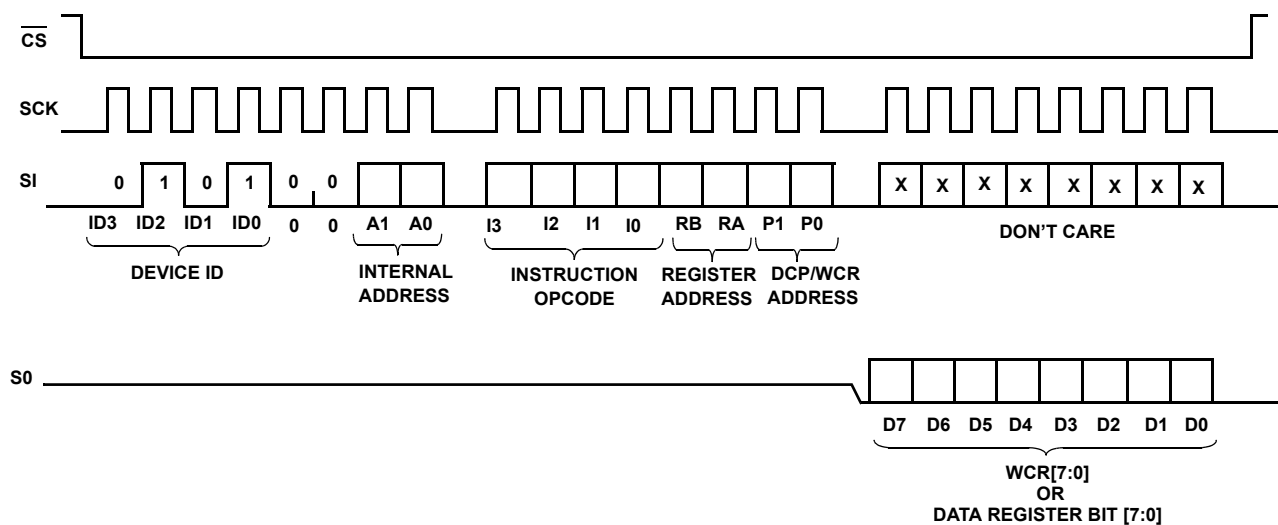 CS
SCK
SI
0 1 0 1 0 0
X X X X X X X X
ID3 ID2 ID1 ID0 0 0 A1 A0 I3 I2 I1 I0 RB RA P1 P0
DON'T CARE
DEVICE ID
INTERNAL
ADDRESS
INSTRUCTION
OPCODE
REGISTER
ADDRESS
DCP/WCR
ADDRESS
S0
D7 D6 D5 D4 D3 D2 D1 D0
WCR[7:0]
OR
DATA REGISTER BIT [7:0]